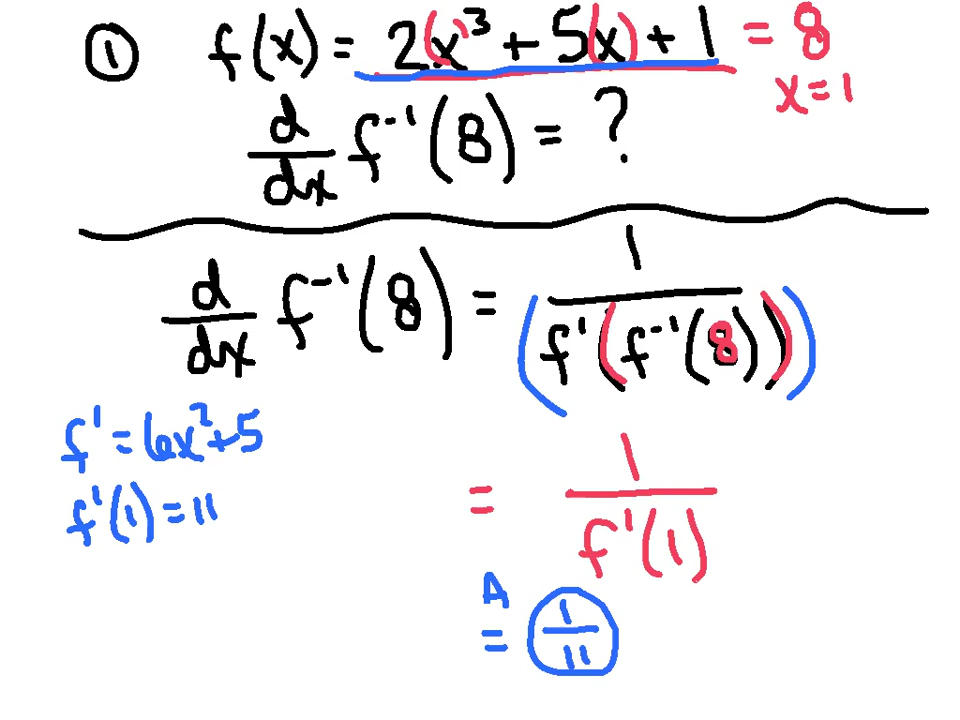 ① f(x) = 2(x)³ + 5(x) + 1 = 8
x = 1
d/dx f⁻¹(8) = ?
d/dx f⁻¹(8) = 1/(f'(f⁻¹(8)))
f' = 6x² + 5
f'(1) = 11
= 1/f'(1)
A
= 1/11